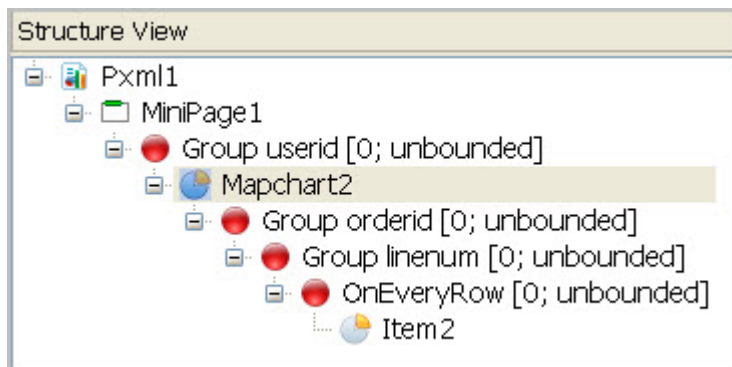 Structure View
Pxml1
MiniPage1
Group userid [0; unbounded]
Mapchart2
Group orderid [0; unbounded]
Group linenum [0; unbounded]
OnEveryRow [0; unbounded]
Item2